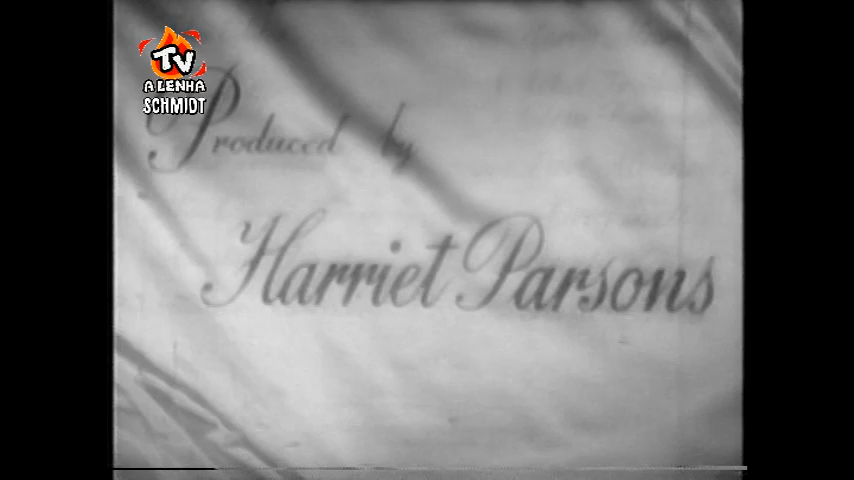 TV
A LENHA
SCHMIDT
Produced by
Harriet Parsons